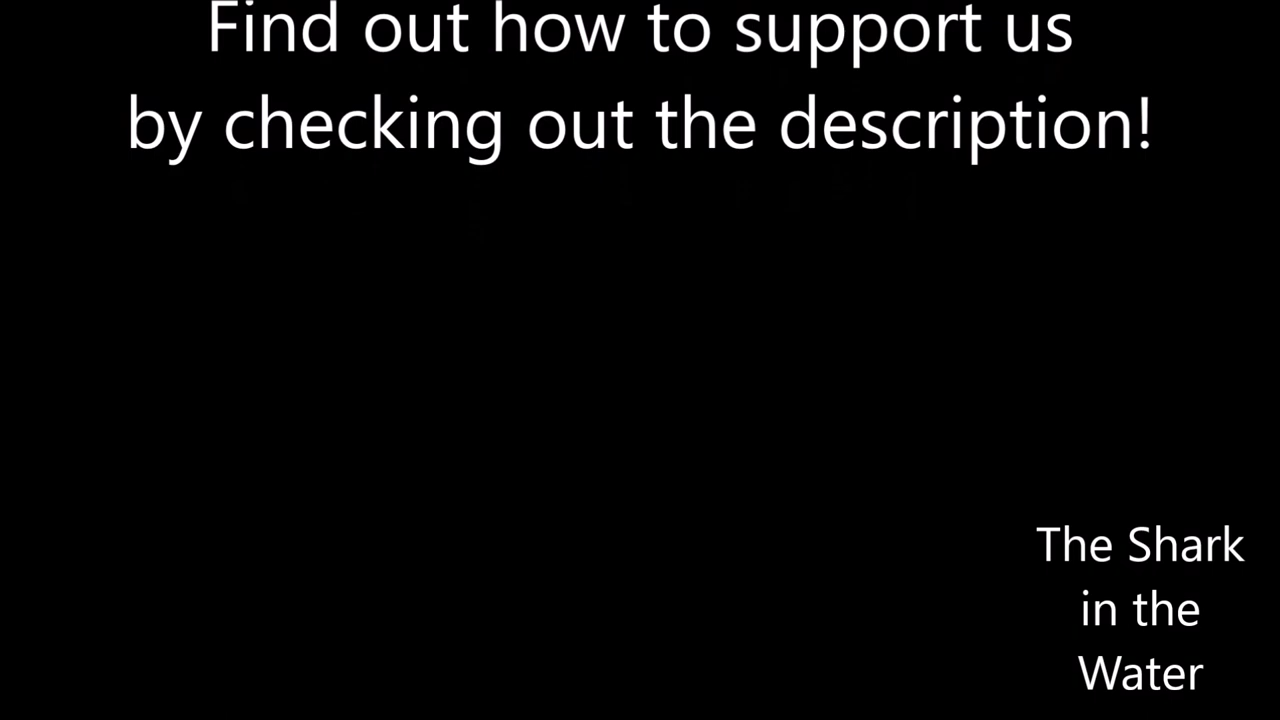 Find out how to support us
by checking out the description!
The Shark
in the
Water